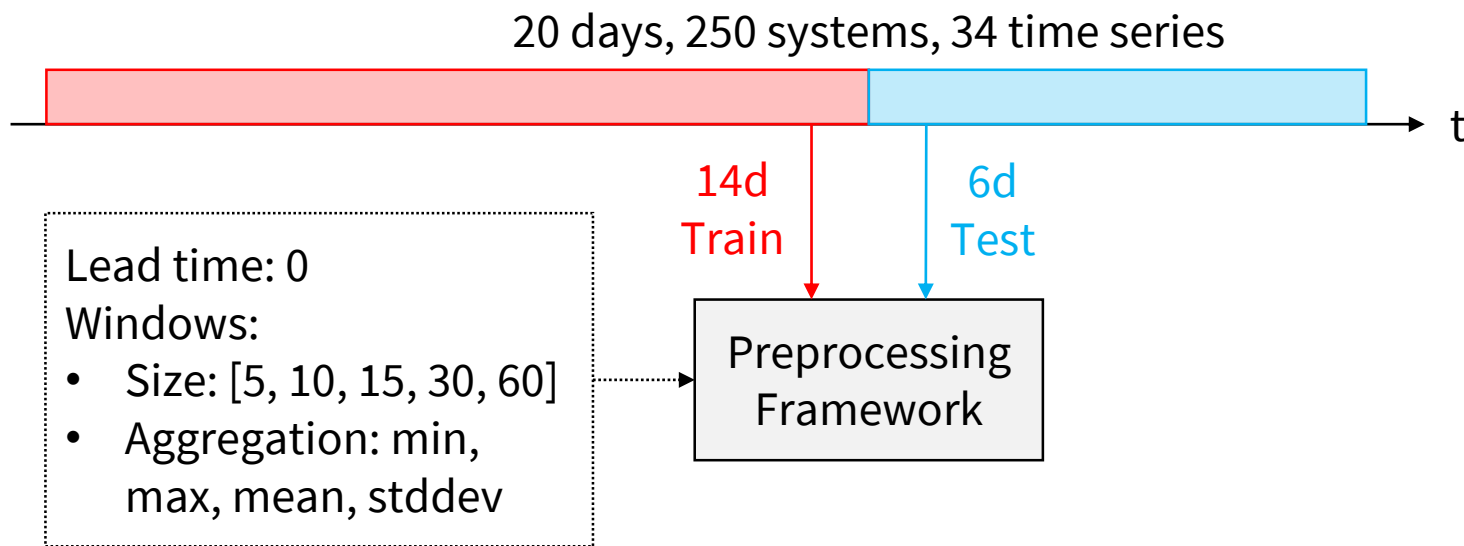 20 days, 250 systems, 34 time series
t
14d
Train
6d
Test
Lead time: 0
Windows:
• Size: [5, 10, 15, 30, 60]
• Aggregation: min,
max, mean, stddev
Preprocessing
Framework